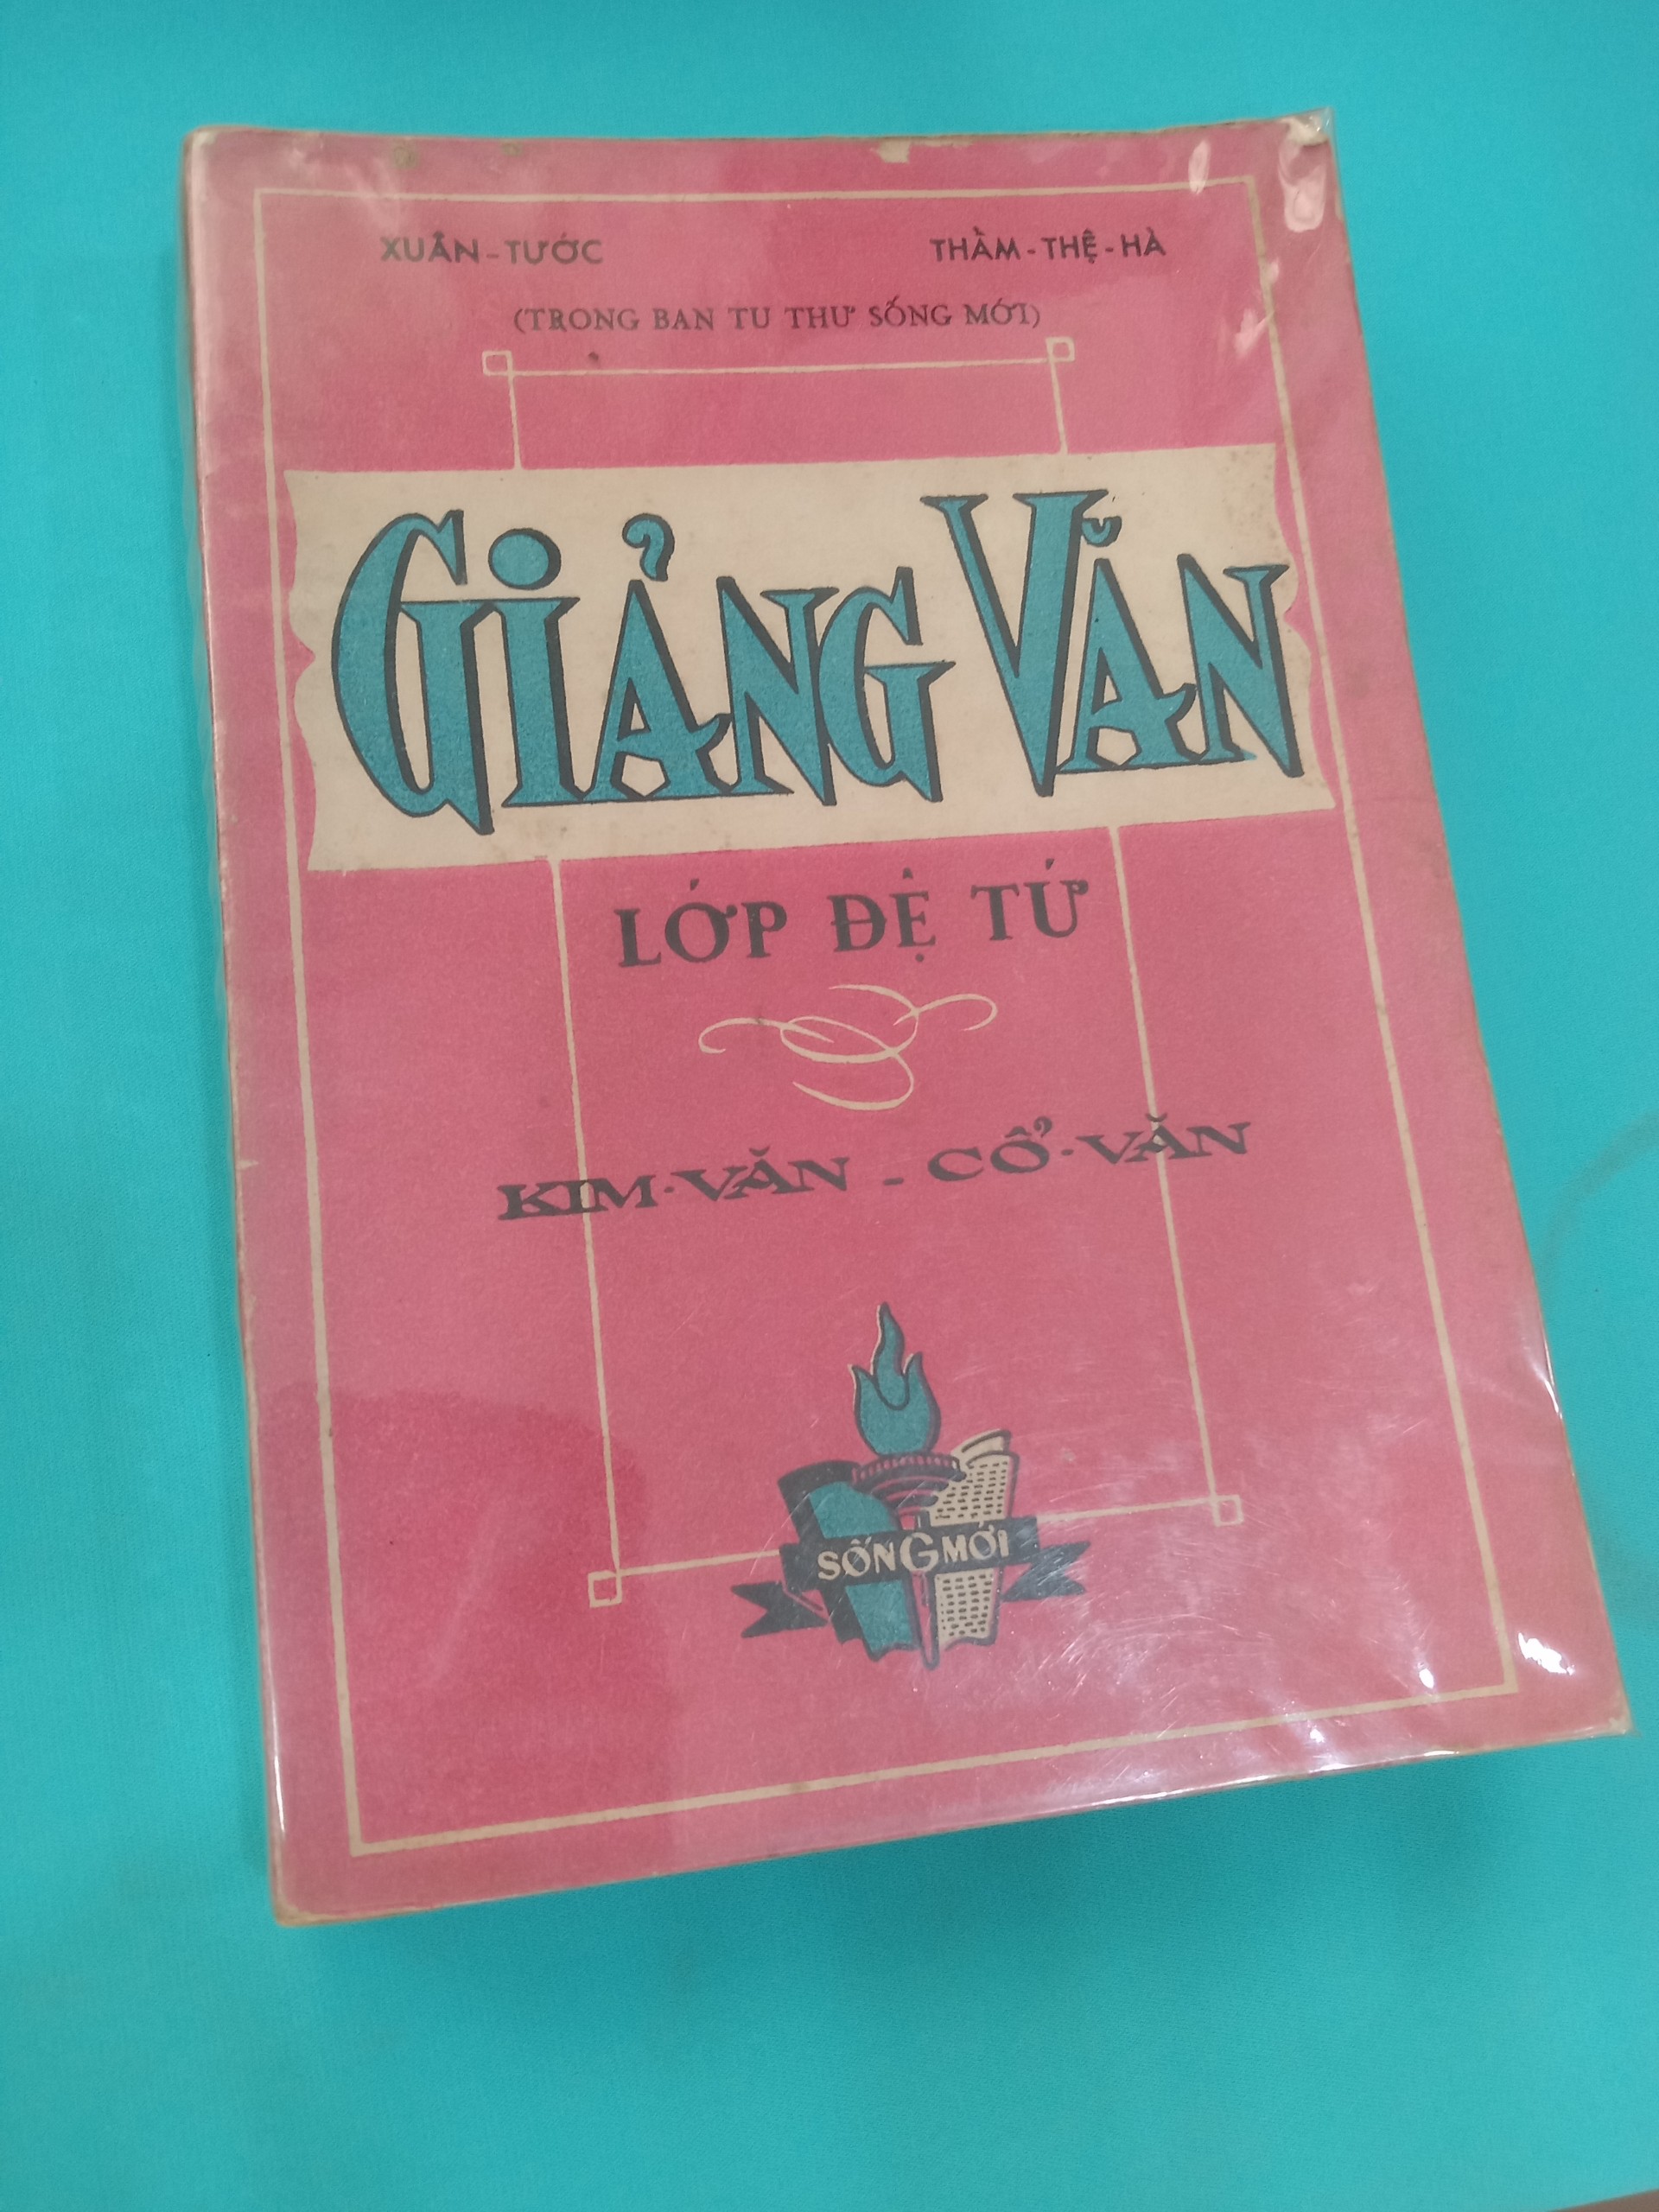 XUÂN-TƯỚC THẨM-THỆ-HÀ
(TRONG BAN TU THƯ SỐNG MỚI)
GIẢNG VĂN
LỚP ĐỆ TỨ
KIM-VĂN - CỔ-VĂN
SỐNG MỚI